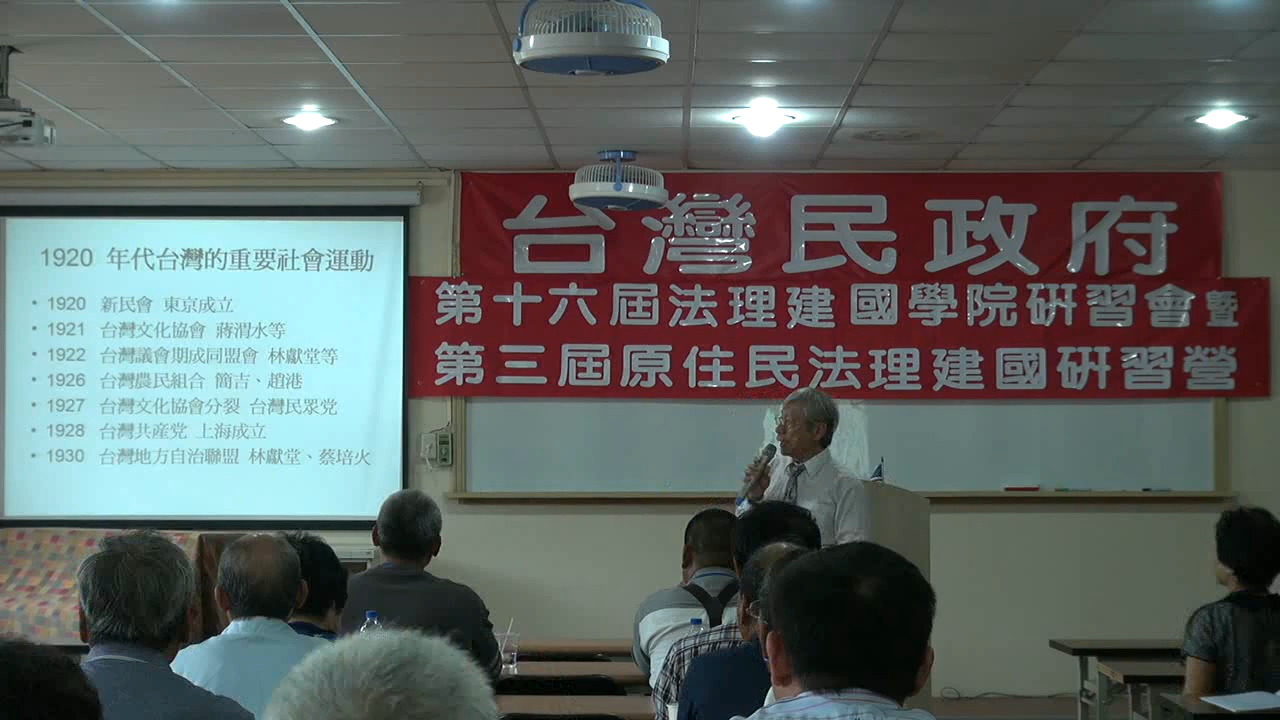 台灣民政府
第十六屆法理建國學院研習會暨
第三屆原住民法理建國研習營
1920 年代台灣的重要社會運動
• 1920 新民會 東京成立
• 1921 台灣文化協會 蔣渭水等
• 1922 台灣議會期成同盟會 林獻堂等
• 1926 台灣農民組合 簡吉、趙港
• 1927 台灣文化協會分裂 台灣民眾党
• 1928 台灣共產党 上海成立
• 1930 台灣地方自治聯盟 林獻堂、蔡培火